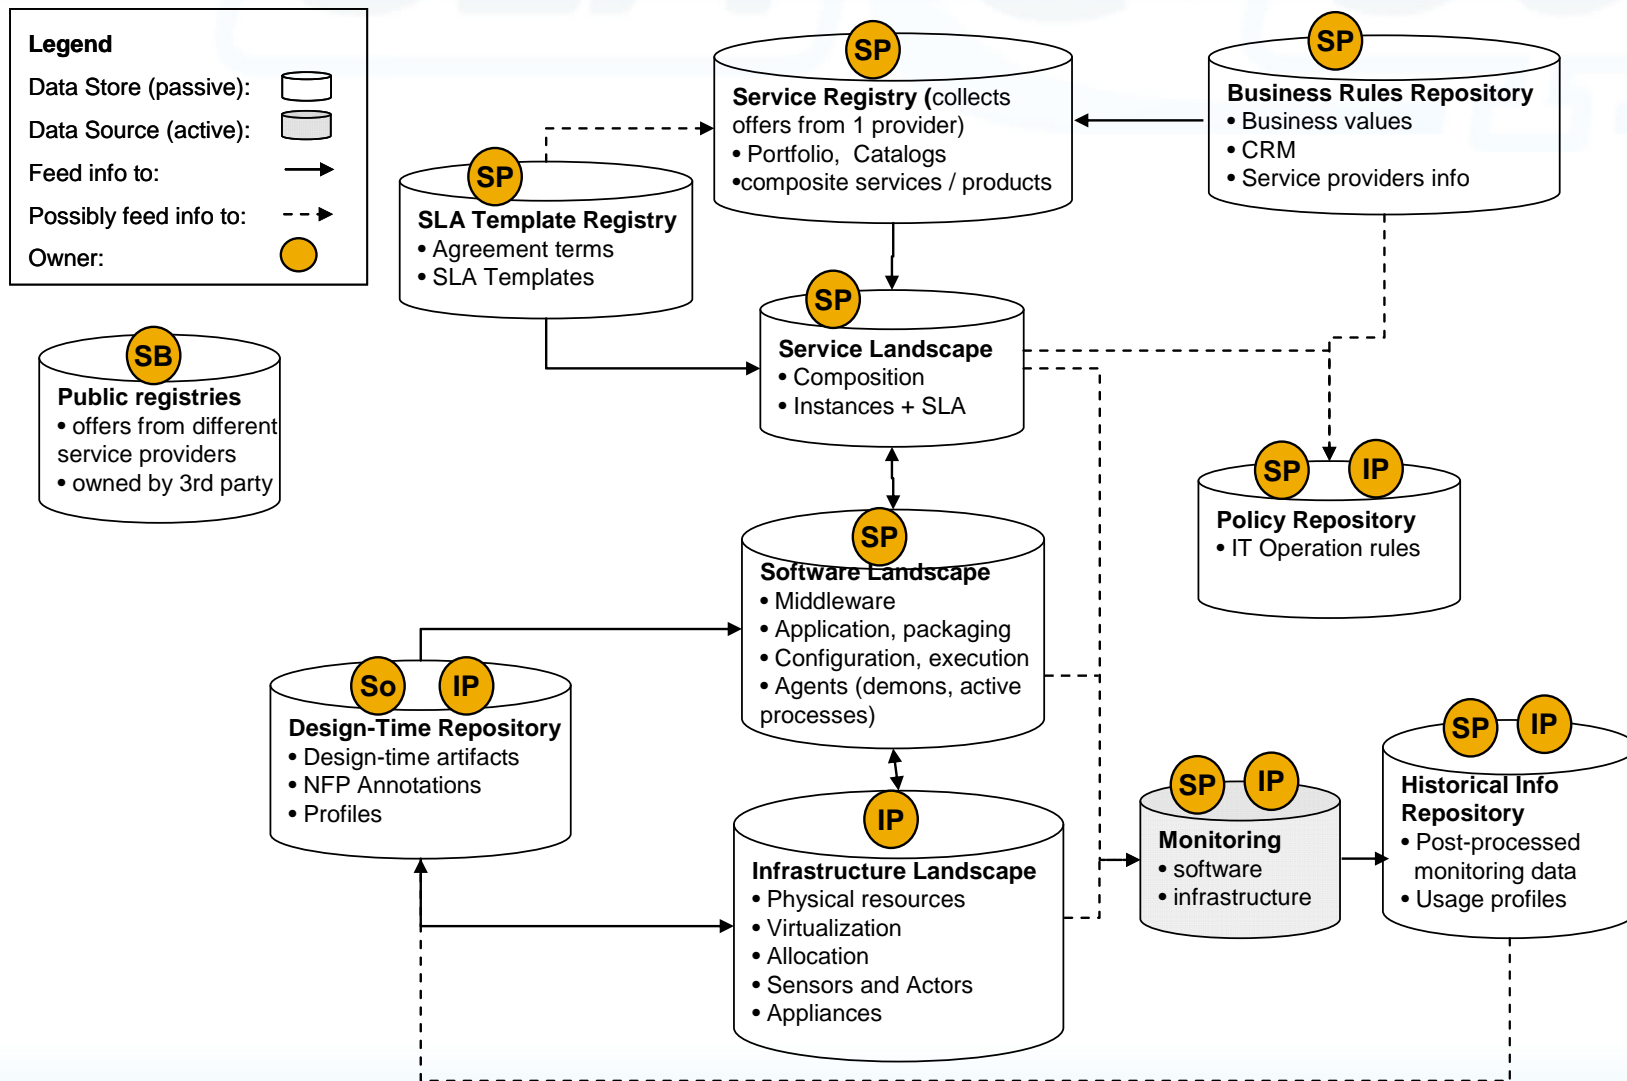 Legend
Data Store (passive):
Data Source (active):
Feed info to:
Possibly feed info to:
Owner:
SP
Service Registry (collects
offers from 1 provider)
• Portfolio, Catalogs
•composite services / products
SP
Business Rules Repository
• Business values
• CRM
• Service providers info
SP
SLA Template Registry
• Agreement terms
• SLA Templates
SB
Public registries
• offers from different
service providers
• owned by 3rd party
SP
Service Landscape
• Composition
• Instances + SLA
SP IP
Policy Repository
• IT Operation rules
SP
Software Landscape
• Middleware
• Application, packaging
• Configuration, execution
• Agents (demons, active
processes)
So IP
Design-Time Repository
• Design-time artifacts
• NFP Annotations
• Profiles
IP
Infrastructure Landscape
• Physical resources
• Virtualization
• Allocation
• Sensors and Actors
• Appliances
SP IP
Monitoring
• software
• infrastructure
SP IP
Historical Info
Repository
• Post-processed
monitoring data
• Usage profiles